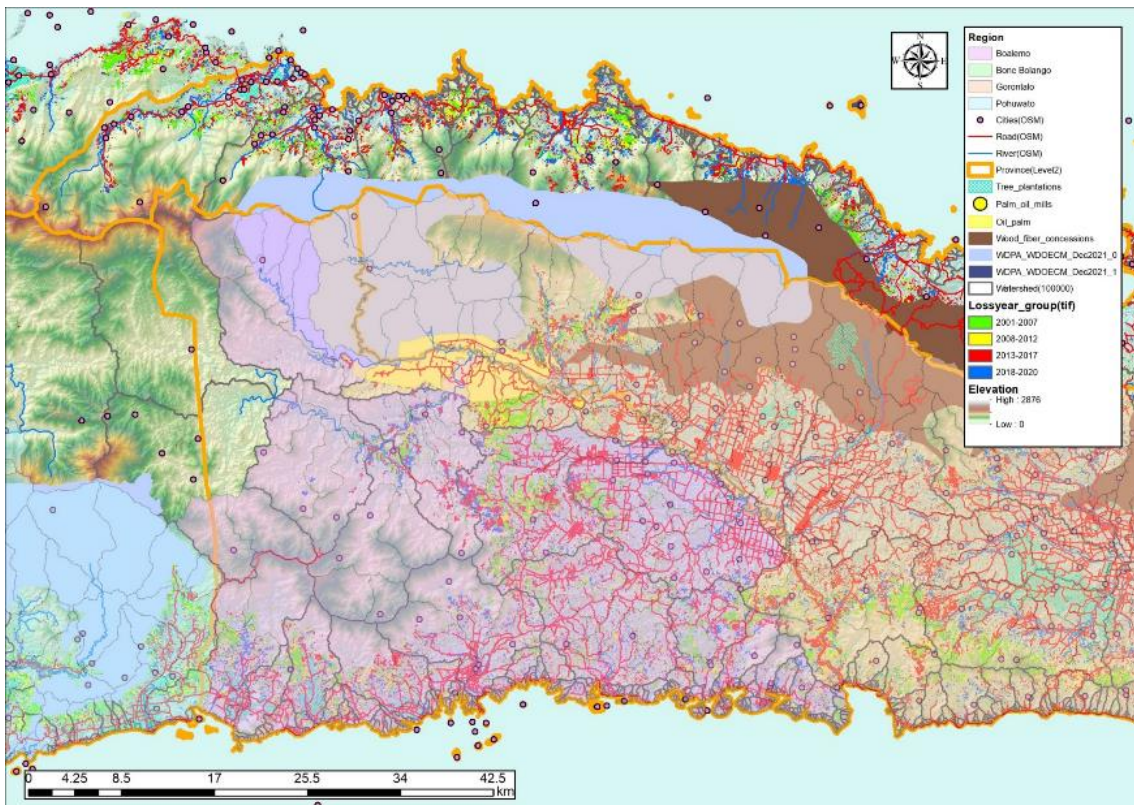 N
W
E
S
Region
Boalemo
Bone Bolango
Gorontalo
Pohuwato
Cities(OSM)
Road(OSM)
River(OSM)
Province(Level2)
Tree_plantations
Palm_oil_mills
Oil_palm
Wood_fiber_concessions
WDPA_WDOECM_Dec2021_0
WDPA_WDOECM_Dec2021_1
Watershed(100000)
Lossyear_group(tif)
2001-2007
2008-2012
2013-2017
2018-2020
Elevation
High : 2876
Low : 0
0 4.25 8.5 17 25.5 34 42.5
km